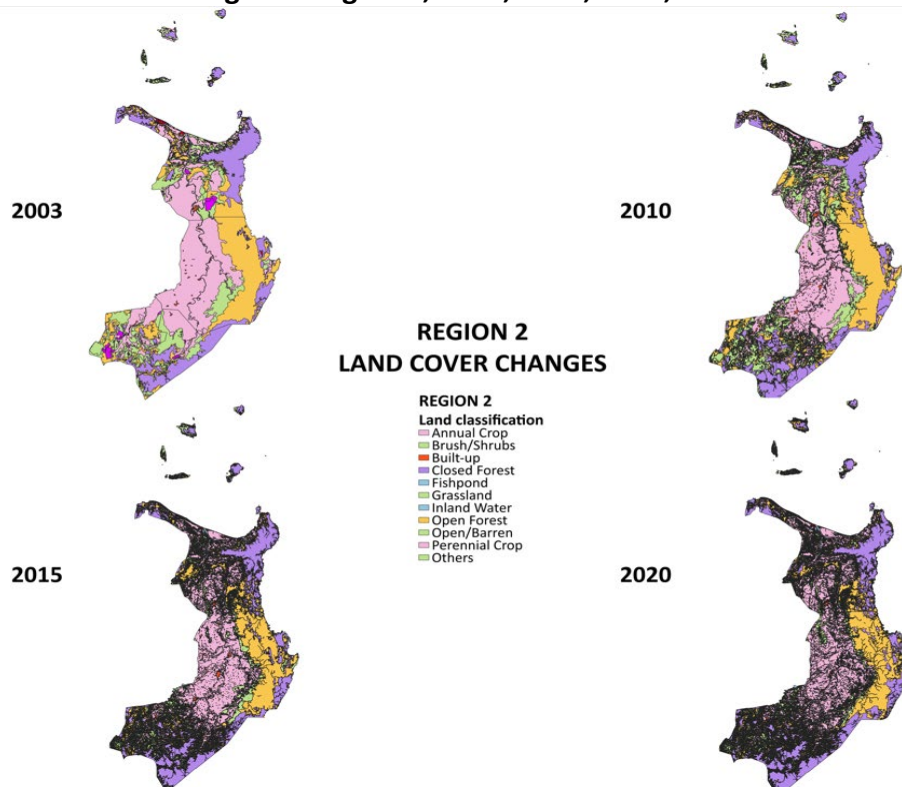 2003
2010
REGION 2
LAND COVER CHANGES
REGION 2
Land classification
Annual Crop
Brush/Shrubs
Built-up
Closed Forest
Fishpond
Grassland
Inland Water
Open Forest
Open/Barren
Perennial Crop
Others
2015
2020